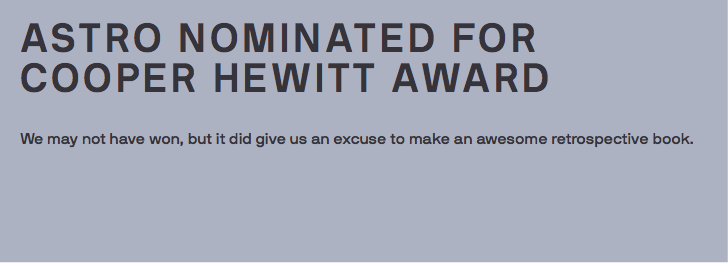 ASTRO NOMINATED FOR
COOPER HEWITT AWARD
We may not have won, but it did give us an excuse to make an awesome retrospective book.